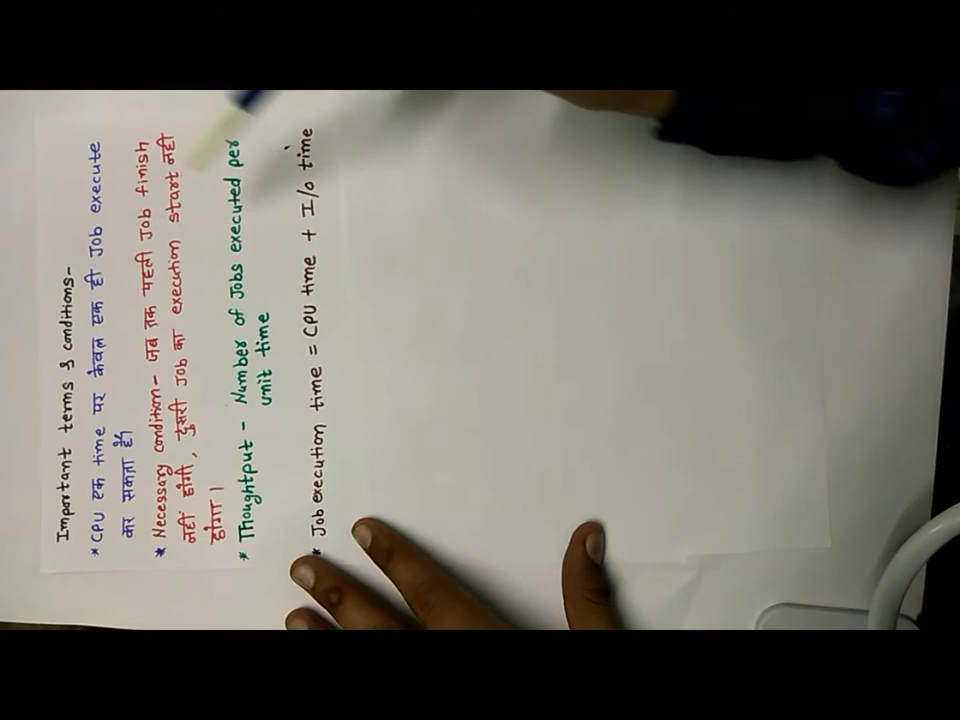 Important terms & conditions-
* CPU एक time पर केवल एक ही Job execute
कर सकता है।
* Necessary condition- जब तक पहली Job finish
नहीं होगी, दुसरी Job का execution start नही
होगा।
* Thoughtput - Number of Jobs executed per
unit time
* Job execution time = CPU time + I/o time